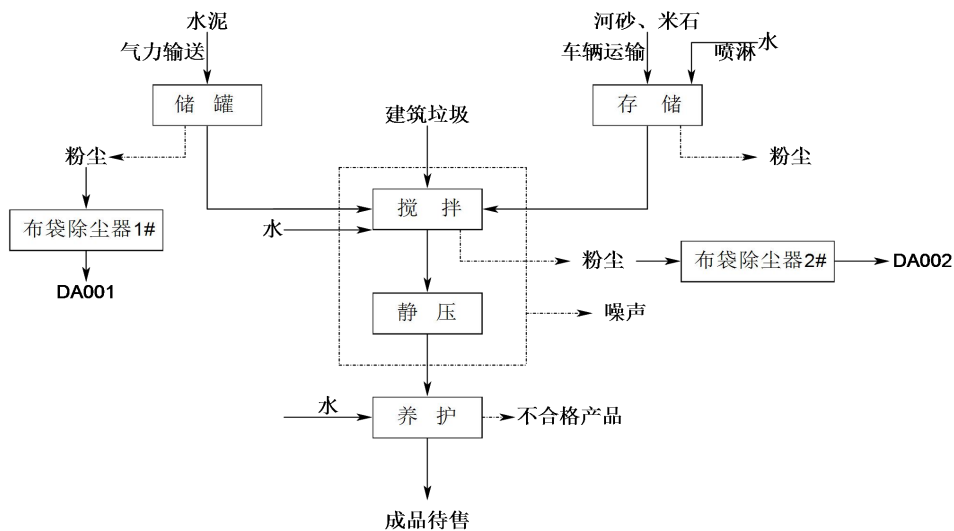 水泥
气力输送
储 罐
河砂、米石
车辆运输
喷淋
水
存 储
建筑垃圾
粉尘
粉尘
布袋除尘器1#
DA001
搅 拌
水
粉尘
布袋除尘器2#
DA002
静 压
噪声
水
养 护
不合格产品
成品待售